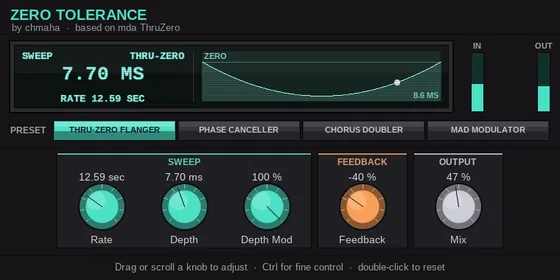 ZERO TOLERANCE
by chmaha · based on mda ThruZero
SWEEP THRU-ZERO
7.70 MS
RATE 12.59 SEC
ZERO
8.6 MS
IN OUT
PRESET THRU-ZERO FLANGER PHASE CANCELLER CHORUS DOUBLER MAD MODULATOR
SWEEP FEEDBACK OUTPUT
12.59 sec 7.70 ms 100 % -40 % 47 %
Rate Depth Depth Mod Feedback Mix
Drag or scroll a knob to adjust · Ctrl for fine control · double-click to reset